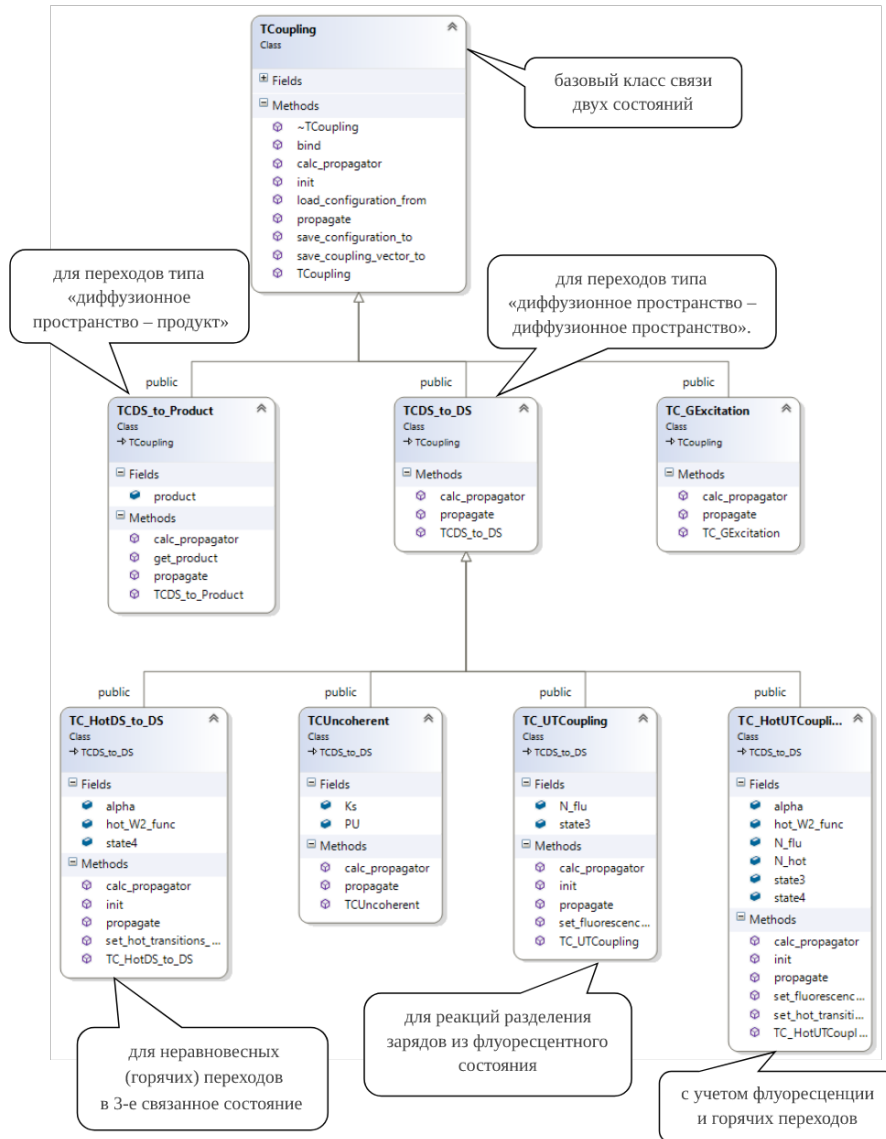 TCoupling
Class
Fields
Methods
~TCoupling
bind
calc_propagator
init
load_configuration_from
propagate
save_configuration_to
save_coupling_vector_to
TCoupling
базовый класс связи
двух состояний
для переходов типа
«диффузионное
пространство – продукт»
для переходов типа
«диффузионное пространство –
диффузионное пространство».
public
public
public
TCDS_to_Product
Class
TCoupling
Fields
product
Methods
calc_propagator
get_product
propagate
TCDS_to_Product
TCDS_to_DS
Class
TCoupling
Methods
calc_propagator
propagate
TCDS_to_DS
TC_GExcitation
Class
TCoupling
Methods
calc_propagator
propagate
TC_GExcitation
public
public
public
public
TC_HotDS_to_DS
Class
TCDS_to_DS
Fields
alpha
hot_W2_func
state4
Methods
calc_propagator
init
propagate
set_hot_transitions_...
TC_HotDS_to_DS
TCUncoherent
Class
TCDS_to_DS
Fields
Ks
PU
Methods
calc_propagator
propagate
TCUncoherent
TC_UTCoupling
Class
TCDS_to_DS
Fields
N_flu
state3
Methods
calc_propagator
init
propagate
set_fluorescenc...
TC_UTCoupling
TC_HotUTCoupli...
Class
TCDS_to_DS
Fields
alpha
hot_W2_func
N_flu
N_hot
state3
state4
Methods
calc_propagator
init
propagate
set_fluorescenc...
set_hot_transiti...
TC_HotUTCoupl...
для неравновесных
(горячих) переходов
в 3-е связанное состояние
для реакций разделения
зарядов из флуоресцентного
состояния
с учетом флуоресценции
и горячих переходов